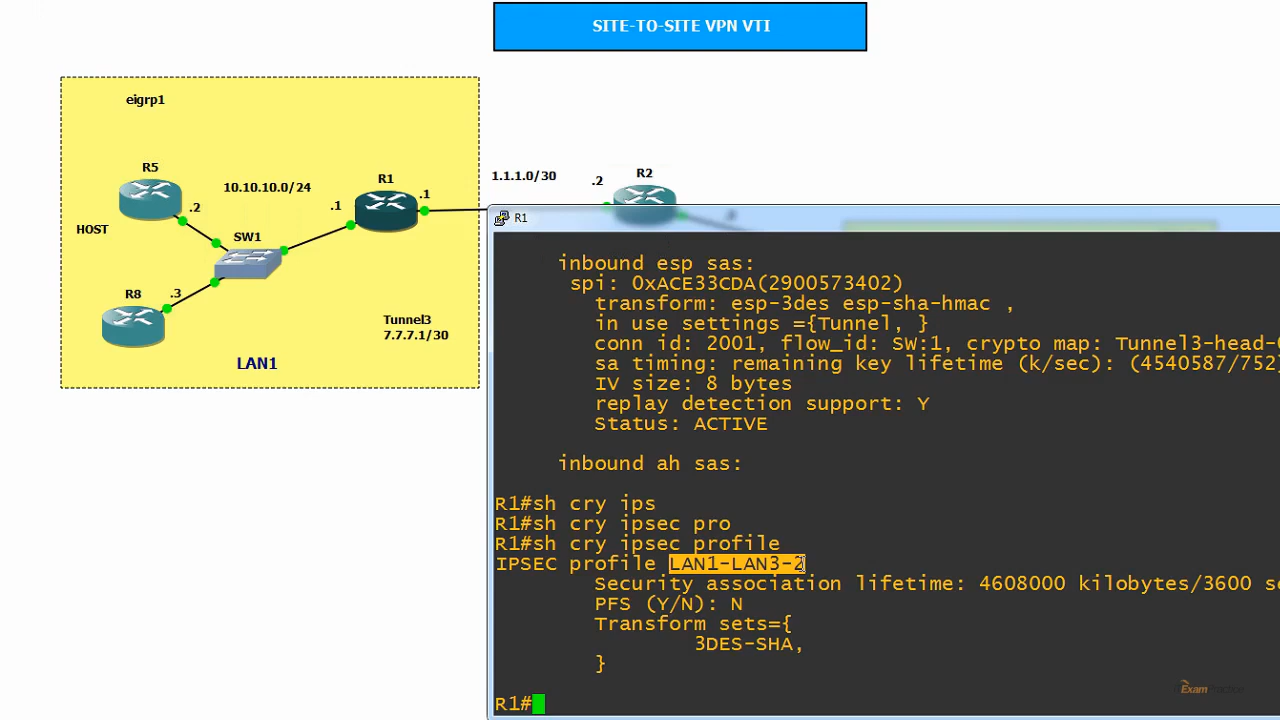 SITE-TO-SITE VPN VTI
eigrp1
R5
10.10.10.0/24
R1
.1
.1
.2
HOST
SW1
R8
.3
Tunnel3
7.7.7.1/30
LAN1
1.1.1.0/30
.2
R2
R1
inbound esp sas:
spi: 0xACE33CDA(2900573402)
transform: esp-3des esp-sha-hmac ,
in use settings ={Tunnel, }
conn id: 2001, flow_id: SW:1, crypto map: Tunnel3-head-
sa timing: remaining key lifetime (k/sec): (4540587/752)
IV size: 8 bytes
replay detection support: Y
Status: ACTIVE
inbound ah sas:
R1#sh cry ips
R1#sh cry ipsec pro
R1#sh cry ipsec profile
IPSEC profile LAN1-LAN3-2
Security association lifetime: 4608000 kilobytes/3600 s
PFS (Y/N): N
Transform sets={
3DES-SHA,
}
R1#